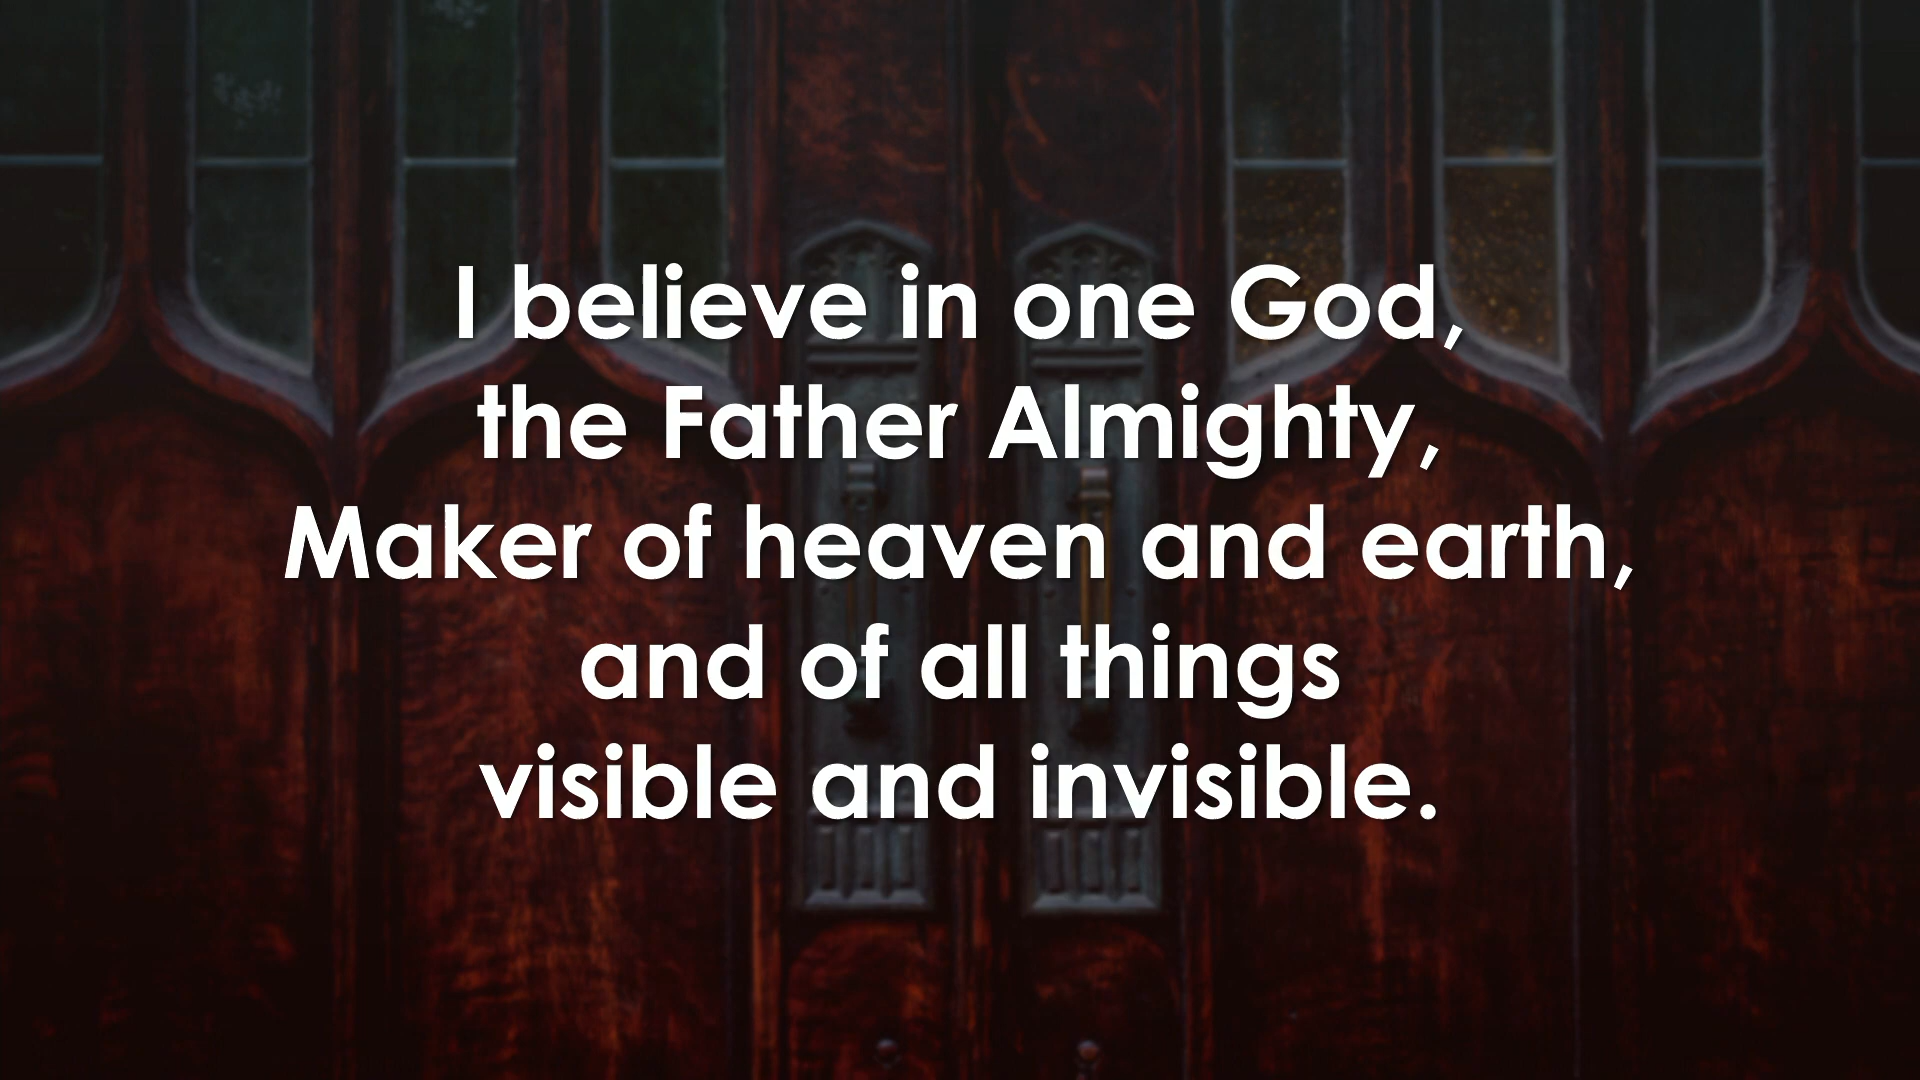 I believe in one God,
the Father Almighty,
Maker of heaven and earth,
and of all things
visible and invisible.